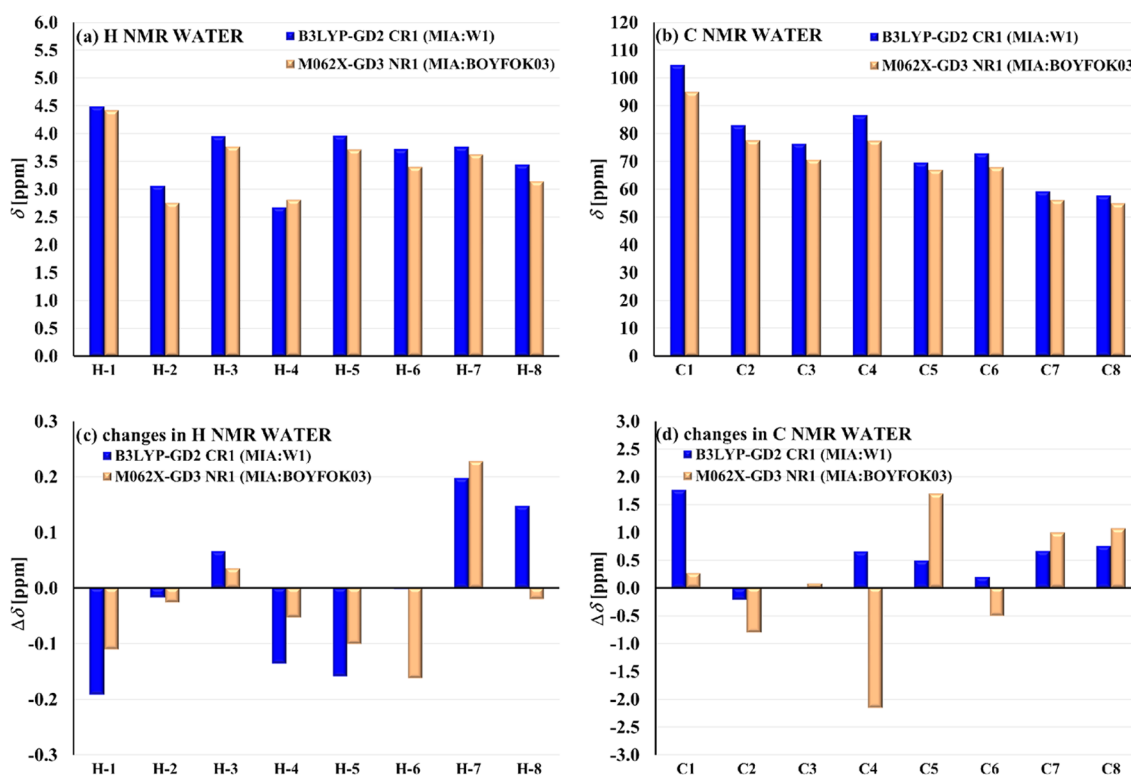 (a) H NMR WATER
B3LYP-GD2 CR1 (MIA:W1)
M062X-GD3 NR1 (MIA:BOYFOK03)
δ [ppm]
6.0
5.5
5.0
4.5
4.0
3.5
3.0
2.5
2.0
1.5
1.0
0.5
0.0
H-1 H-2 H-3 H-4 H-5 H-6 H-7 H-8
(b) C NMR WATER
B3LYP-GD2 CR1 (MIA:W1)
M062X-GD3 NR1 (MIA:BOYFOK03
δ [ppm]
120
110
100
90
80
70
60
50
40
30
20
10
0
C1 C2 C3 C4 C5 C6 C7 C8
(c) changes in H NMR WATER
B3LYP-GD2 CR1 (MIA:W1)
M062X-GD3 NR1 (MIA:BOYFOK03)
Δδ [ppm]
0.3
0.2
0.1
0.0
-0.1
-0.2
-0.3
H-1 H-2 H-3 H-4 H-5 H-6 H-7 H-8
(d) changes in C NMR WATER
B3LYP-GD2 CR1 (MIA:W1)
M062X-GD3 NR1 (MIA:BOYFOK03)
Δδ [ppm]
3.0
2.5
2.0
1.5
1.0
0.5
0.0
-0.5
-1.0
-1.5
-2.0
-2.5
-3.0
C1 C2 C3 C4 C5 C6 C7 C8